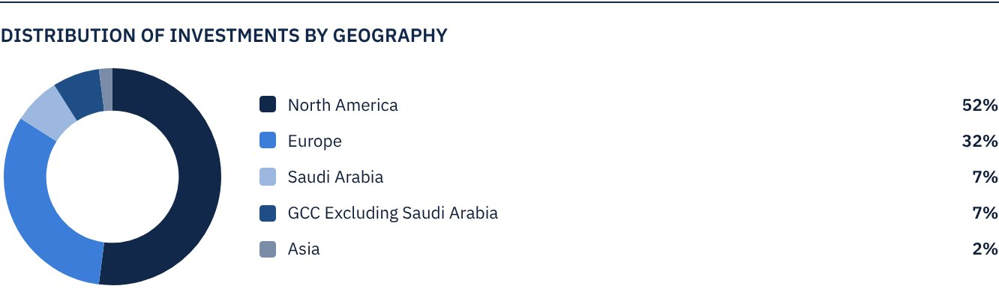 DISTRIBUTION OF INVESTMENTS BY GEOGRAPHY
North America 52%
Europe 32%
Saudi Arabia 7%
GCC Excluding Saudi Arabia 7%
Asia 2%